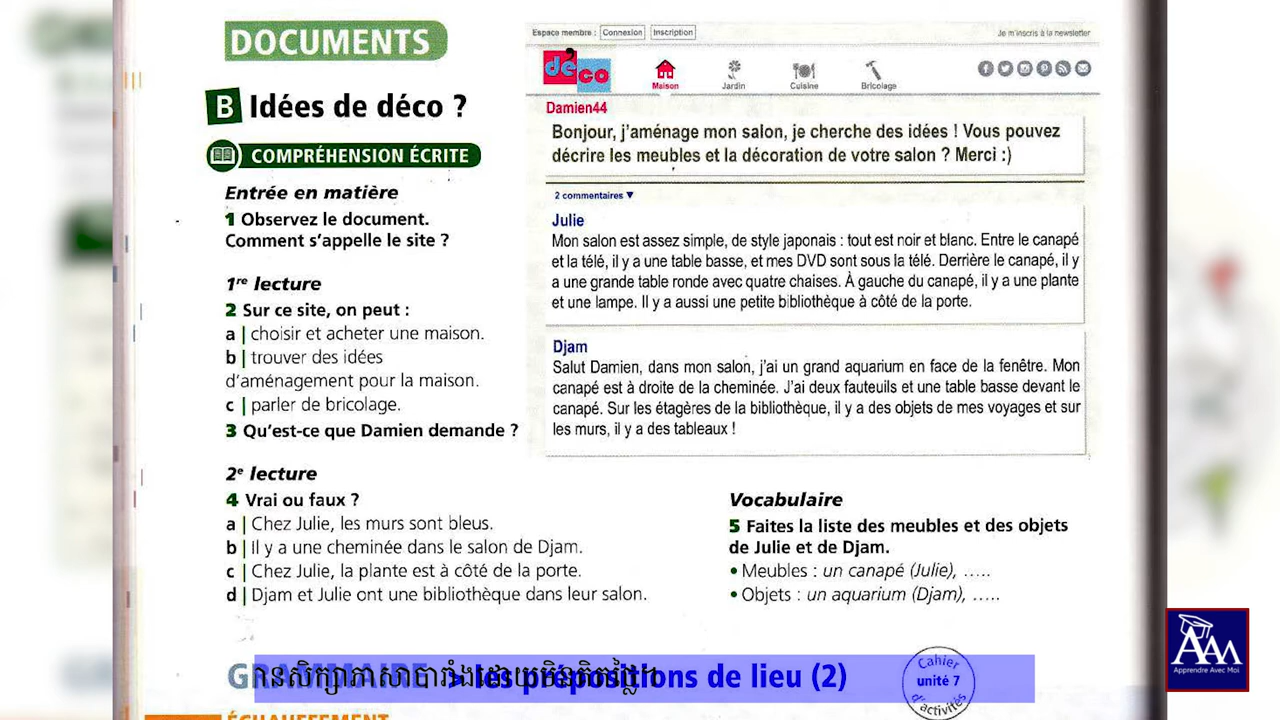 DOCUMENTS
B Idées de déco ?
COMPRÉHENSION ÉCRITE
Entrée en matière
1 Observez le document.
Comment s'appelle le site ?
1re lecture
2 Sur ce site, on peut :
a | choisir et acheter une maison.
b | trouver des idées
d'aménagement pour la maison.
c | parler de bricolage.
3 Qu'est-ce que Damien demande ?
2e lecture
4 Vrai ou faux ?
a | Chez Julie, les murs sont bleus.
b | Il y a une cheminée dans le salon de Djam.
c | Chez Julie, la plante est à côté de la porte.
d | Djam et Julie ont une bibliothèque dans leur salon.
Espace membre : Connexion Inscription
Je m'inscris à la newsletter
dé'co
Maison Jardin Cuisine Bricolage
Damien44
Bonjour, j'aménage mon salon, je cherche des idées ! Vous pouvez
décrire les meubles et la décoration de votre salon ? Merci :)
2 commentaires ▼
Julie
Mon salon est assez simple, de style japonais : tout est noir et blanc. Entre le canapé
et la télé, il y a une table basse, et mes DVD sont sous la télé. Derrière le canapé, il y
a une grande table ronde avec quatre chaises. À gauche du canapé, il y a une plante
et une lampe. Il y a aussi une petite bibliothèque à côté de la porte.
Djam
Salut Damien, dans mon salon, j'ai un grand aquarium en face de la fenêtre. Mon
canapé est à droite de la cheminée. J'ai deux fauteuils et une table basse devant le
canapé. Sur les étagères de la bibliothèque, il y a des objets de mes voyages et sur
les murs, il y a des tableaux !
Vocabulaire
5 Faites la liste des meubles et des objets
de Julie et de Djam.
• Meubles : un canapé (Julie), .....
• Objets : un aquarium (Djam), .....
GRAMMAIRE > les prépositions de lieu (2)
Cahier
unité 7
d'activités
ÉCHAUFFEMENT
AAM
Apprendre Avec Moi